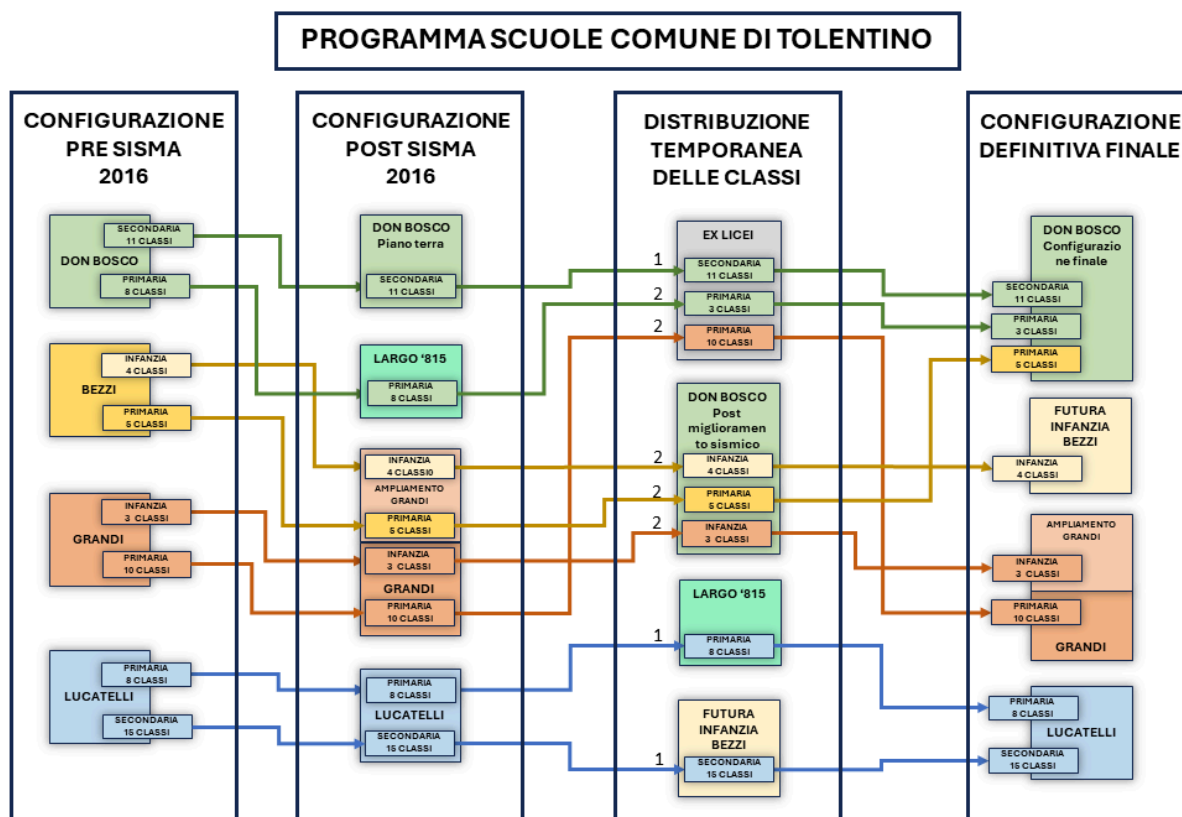 PROGRAMMA SCUOLE COMUNE DI TOLENTINO
CONFIGURAZIONE
PRE SISMA
2016
SECONDARIA
11 CLASSI
DON BOSCO
PRIMARIA
8 CLASSI
INFANZIA
4 CLASSI
BEZZI
PRIMARIA
5 CLASSI
INFANZIA
3 CLASSI
GRANDI
PRIMARIA
10 CLASSI
PRIMARIA
8 CLASSI
LUCATELLI
SECONDARIA
15 CLASSI
CONFIGURAZIONE
POST SISMA
2016
DON BOSCO
Piano terra
SECONDARIA
11 CLASSI
LARGO ‘815
PRIMARIA
8 CLASSI
INFANZIA
4 CLASSI0
AMPLIAMENTO
GRANDI
PRIMARIA
5 CLASSI
INFANZIA
3 CLASSI
GRANDI
PRIMARIA
10 CLASSI
PRIMARIA
8 CLASSI
LUCATELLI
SECONDARIA
15 CLASSI
DISTRIBUZIONE
TEMPORANEA
DELLE CLASSI
EX LICEI
1
SECONDARIA
11 CLASSI
2
PRIMARIA
3 CLASSI
2
PRIMARIA
10 CLASSI
DON BOSCO
Post
miglioramen
to sismico
2
INFANZIA
4 CLASSI
2
PRIMARIA
5 CLASSI
2
INFANZIA
3 CLASSI
LARGO ‘815
1
PRIMARIA
8 CLASSI
FUTURA
INFANZIA
BEZZI
1
SECONDARIA
15 CLASSI
CONFIGURAZIONE
DEFINITIVA FINALE
DON BOSCO
Configurazio
ne finale
SECONDARIA
11 CLASSI
PRIMARIA
3 CLASSI
PRIMARIA
5 CLASSI
FUTURA
INFANZIA
BEZZI
INFANZIA
4 CLASSI
AMPLIAMENTO
GRANDI
INFANZIA
3 CLASSI
PRIMARIA
10 CLASSI
GRANDI
PRIMARIA
8 CLASSI
LUCATELLI
SECONDARIA
15 CLASSI